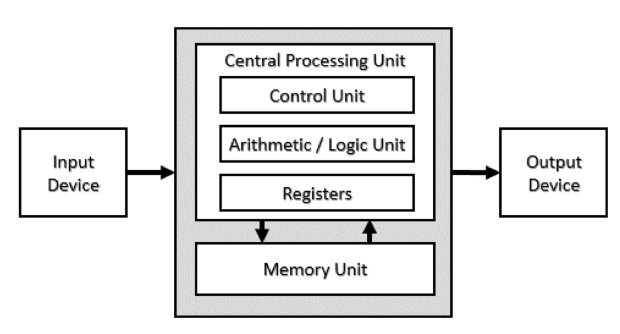 Central Processing Unit
Control Unit
Arithmetic / Logic Unit
Registers
Input
Device
Output
Device
Memory Unit